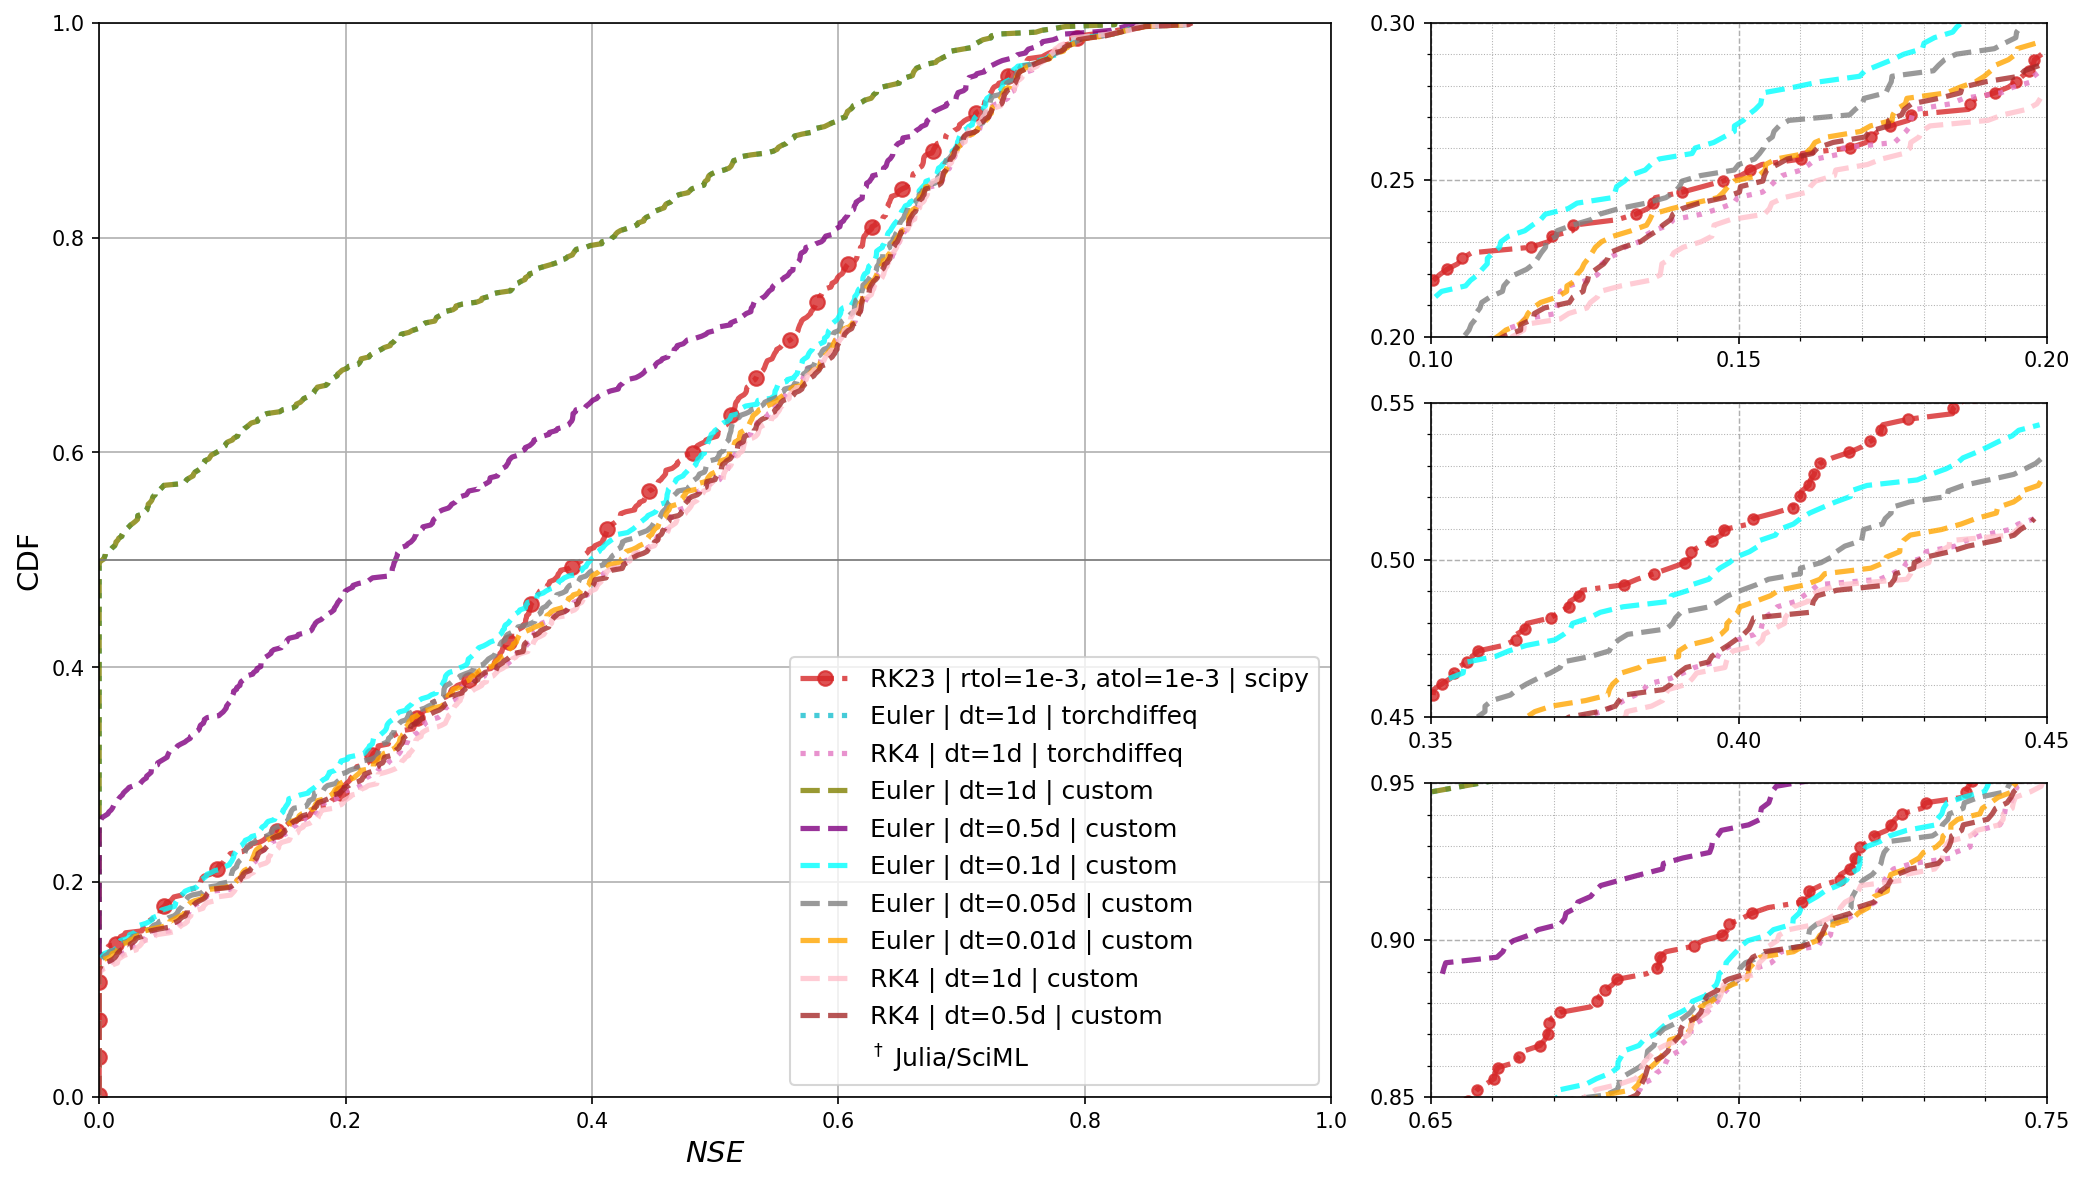 CDF
1.0
0.8
0.6
0.4
0.2
0.0
0.0 0.2 0.4 0.6 0.8 1.0
NSE
RK23 | rtol=1e-3, atol=1e-3 | scipy
Euler | dt=1d | torchdiffeq
RK4 | dt=1d | torchdiffeq
Euler | dt=1d | custom
Euler | dt=0.5d | custom
Euler | dt=0.1d | custom
Euler | dt=0.05d | custom
Euler | dt=0.01d | custom
RK4 | dt=1d | custom
RK4 | dt=0.5d | custom
† Julia/SciML
0.30
0.25
0.20
0.10 0.15 0.20
0.55
0.50
0.45
0.35 0.40 0.45
0.95
0.90
0.85
0.65 0.70 0.75